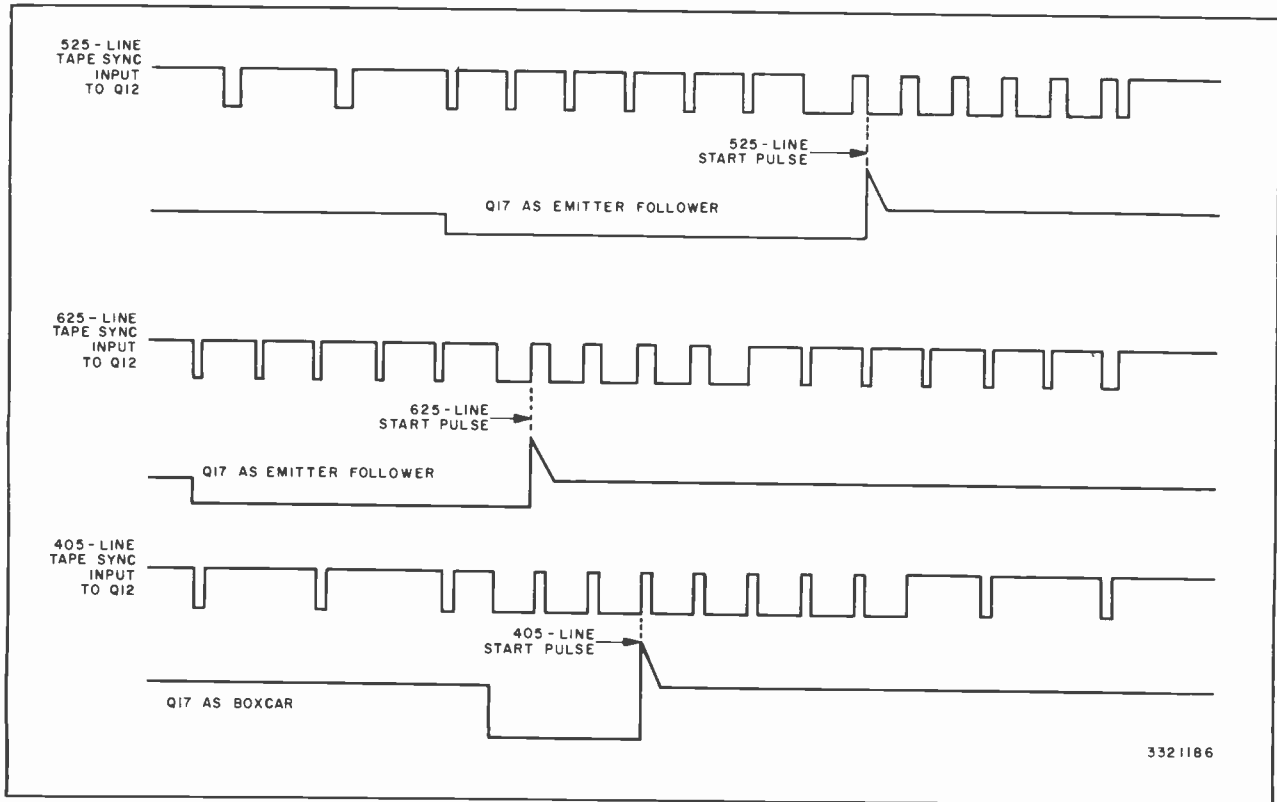 525-LINE
TAPE SYNC
INPUT
TO Q12
525-LINE
START PULSE
Q17 AS EMITTER FOLLOWER
625-LINE
TAPE SYNC
INPUT
TO Q12
625-LINE
START PULSE
Q17 AS EMITTER FOLLOWER
405-LINE
TAPE SYNC
INPUT
TO Q12
405-LINE
START PULSE
Q17 AS BOXCAR
3321186